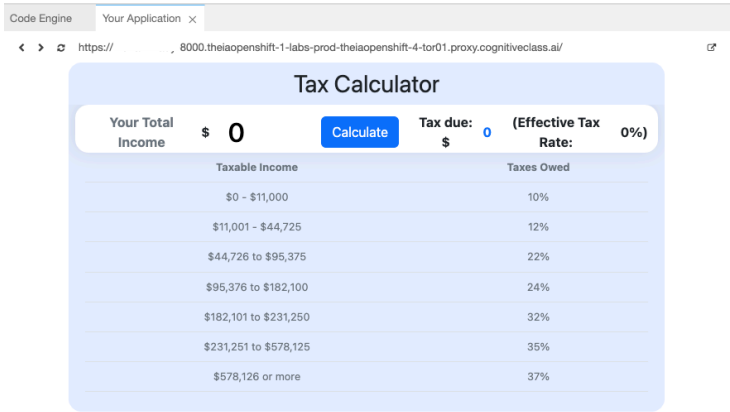 Code Engine Your Application ×
https:// 8000.theiaopenshift-1-labs-prod-theiaopenshift-4-tor01.proxy.cognitiveclass.ai/
Tax Calculator
Your Total Income $ 0 Calculate Tax due: $ 0 (Effective Tax Rate: 0%)
Taxable Income Taxes Owed
$0 - $11,000 10%
$11,001 - $44,725 12%
$44,726 to $95,375 22%
$95,376 to $182,100 24%
$182,101 to $231,250 32%
$231,251 to $578,125 35%
$578,126 or more 37%